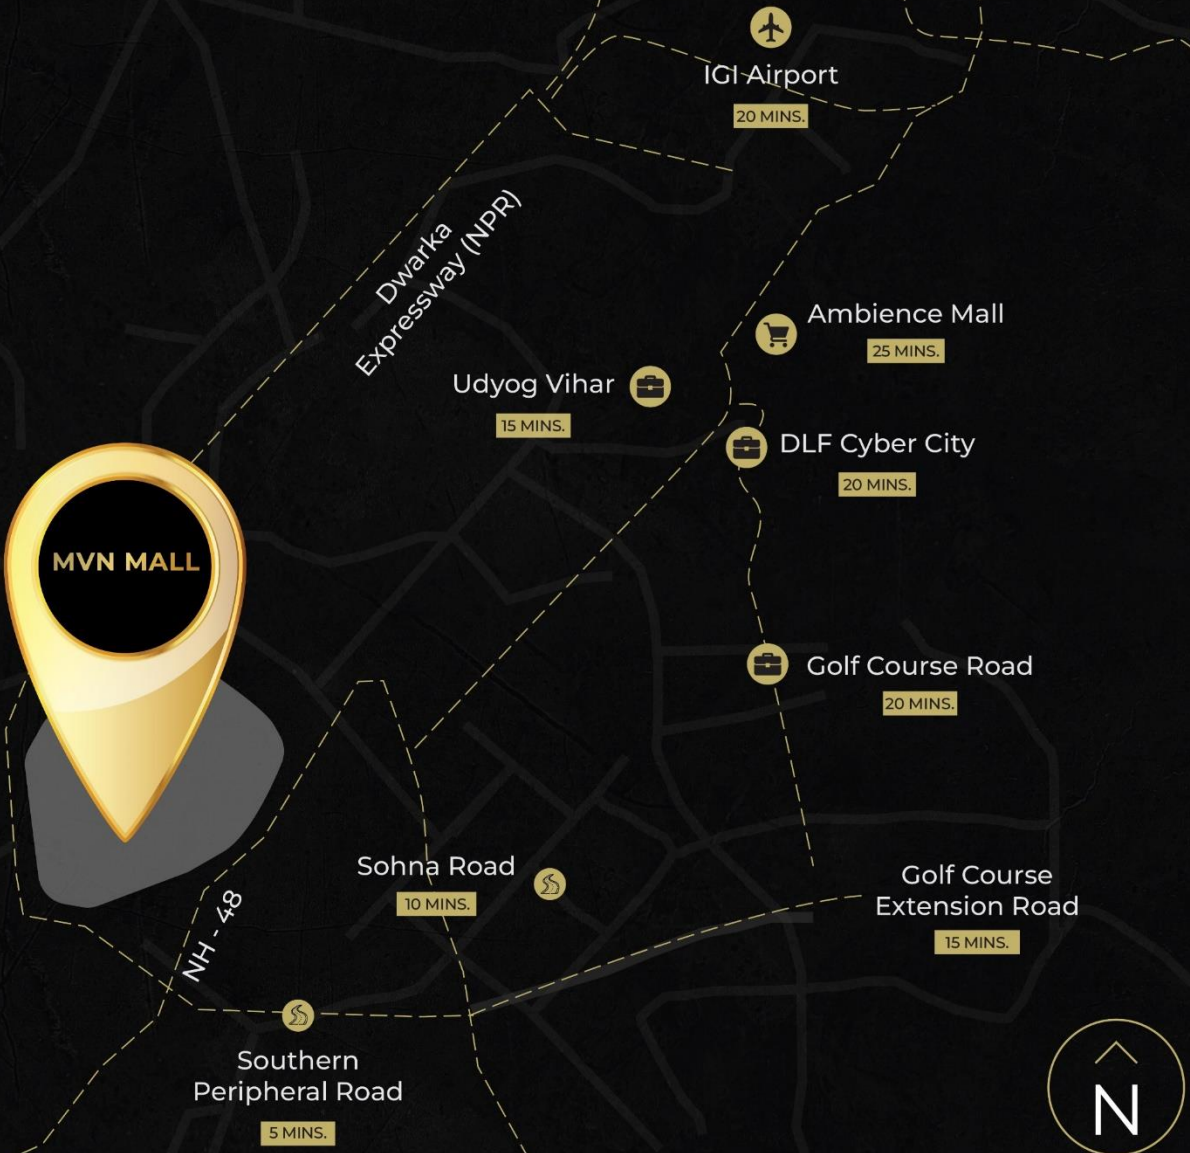 IGI Airport
20 MINS.
Dwarka
Expressway (NPR)
Ambience Mall
25 MINS.
Udyog Vihar
15 MINS.
DLF Cyber City
20 MINS.
MVN MALL
Golf Course Road
20 MINS.
Sohna Road
10 MINS.
Golf Course
Extension Road
15 MINS.
NH - 48
Southern
Peripheral Road
5 MINS.
N